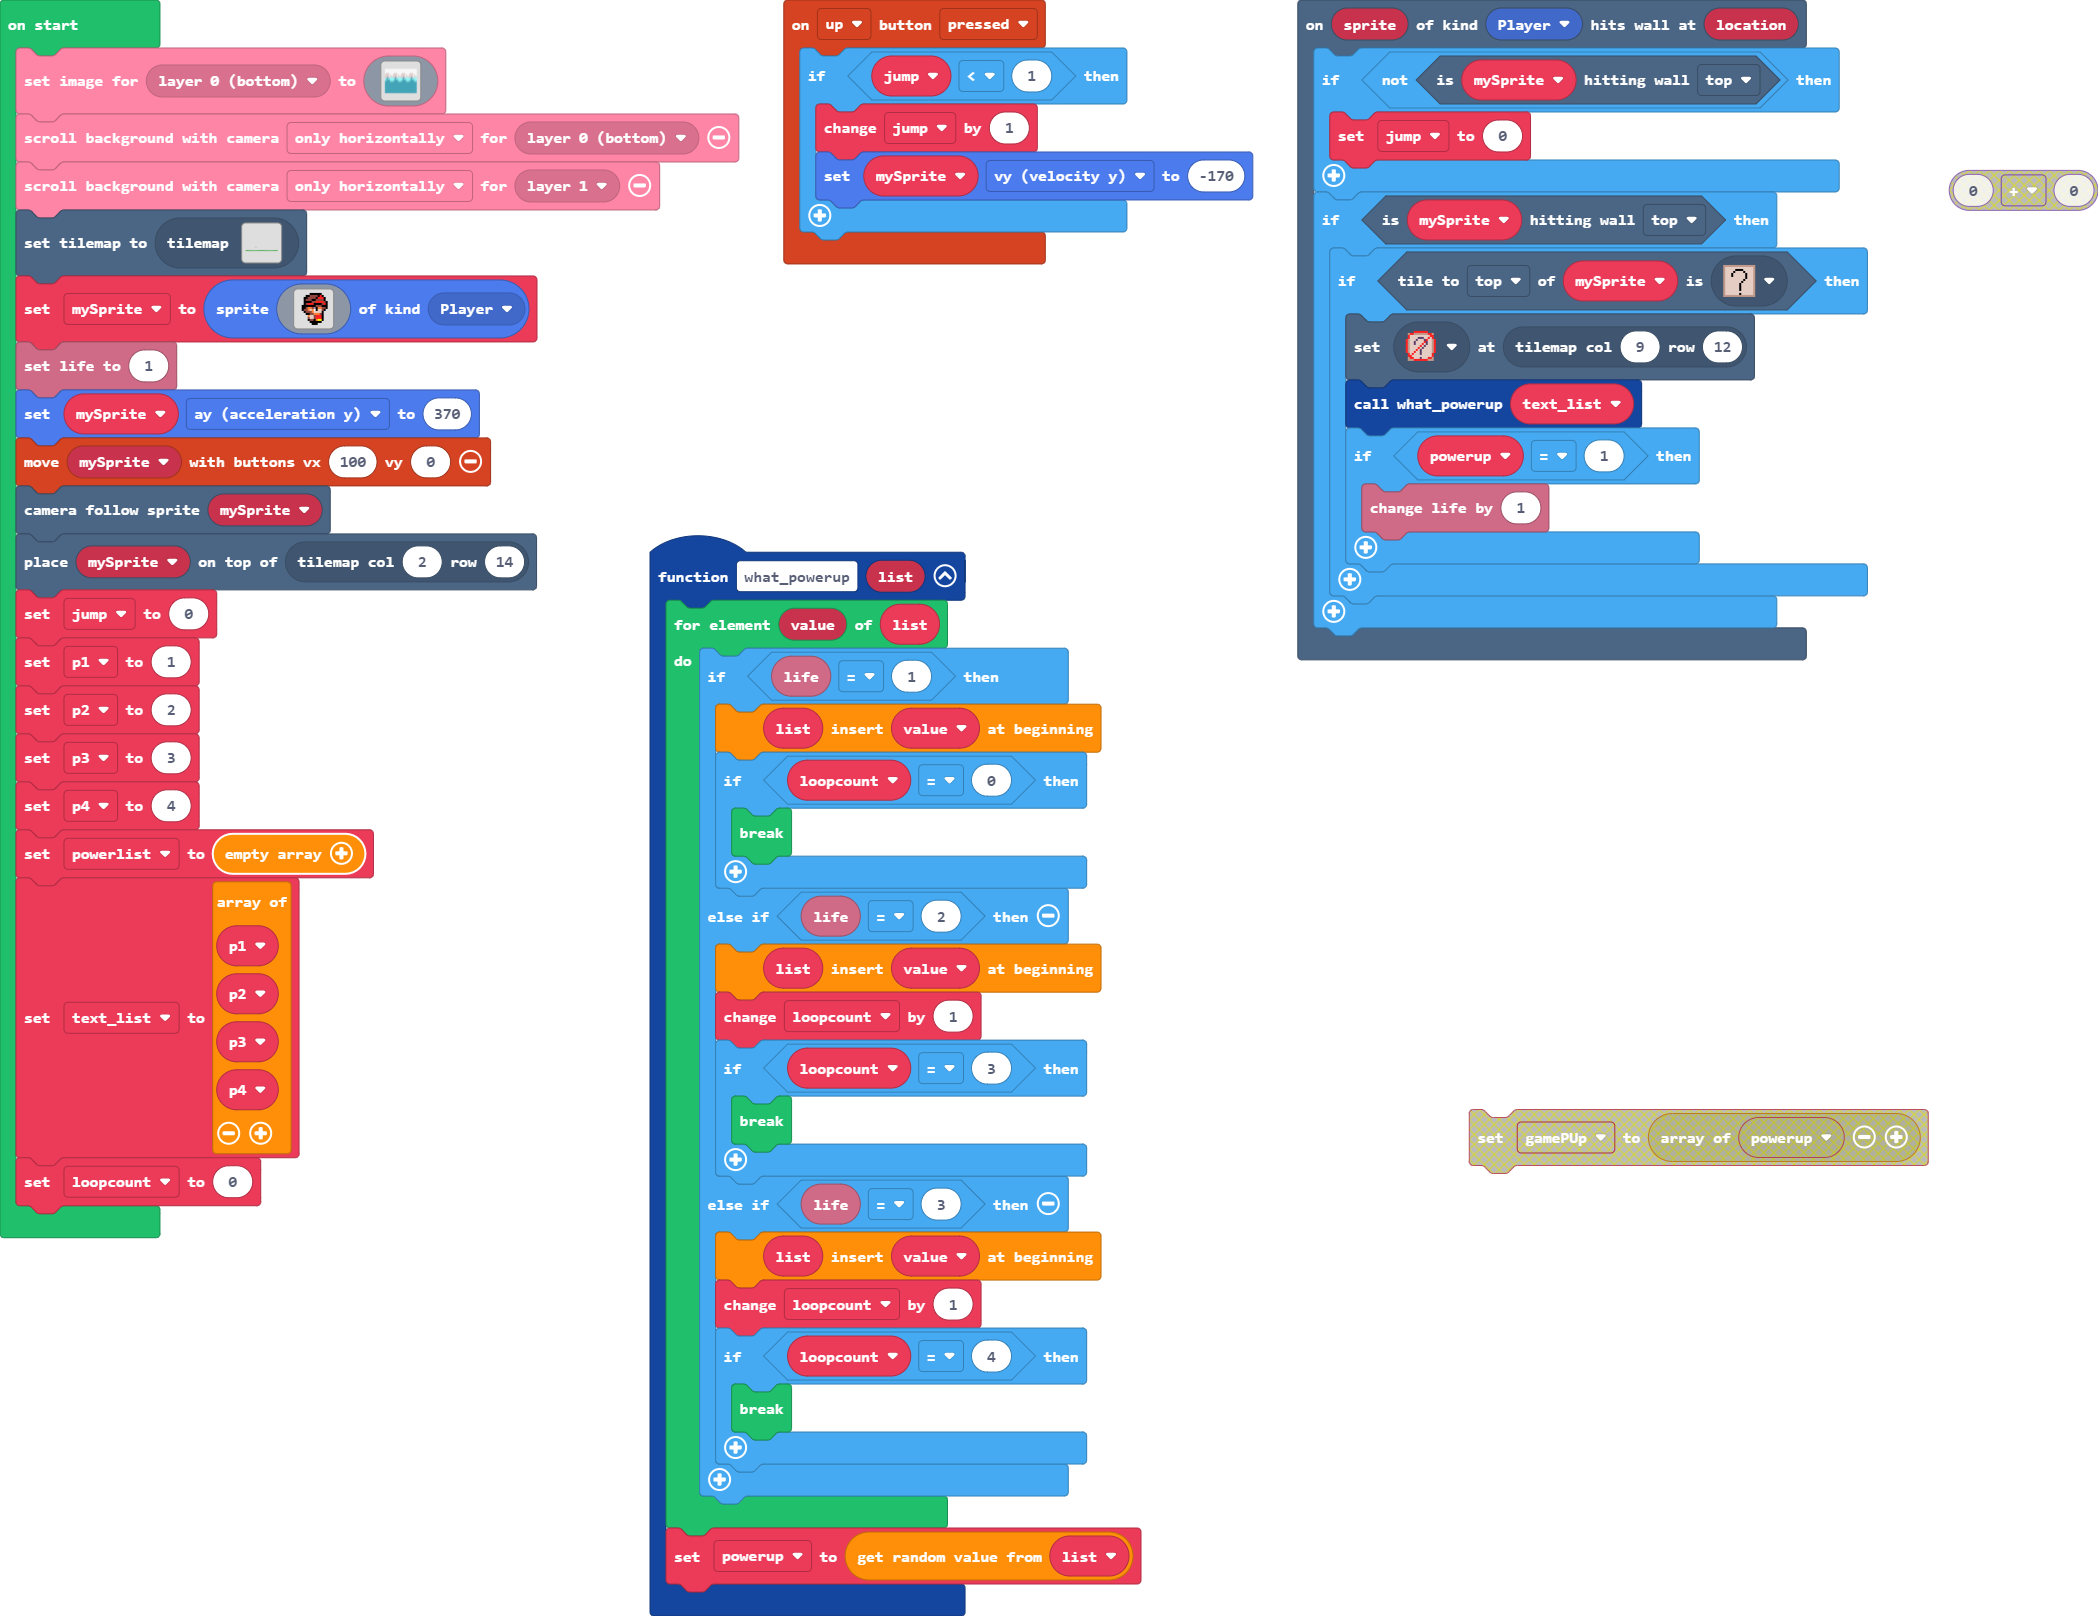 on start
set image for layer 0 (bottom) to
scroll background with camera only horizontally for layer 0 (bottom)
scroll background with camera only horizontally for layer 1
set tilemap to tilemap
set mySprite to sprite of kind Player
set life to 1
set mySprite ay (acceleration y) to 370
move mySprite with buttons vx 100 vy 0
camera follow sprite mySprite
place mySprite on top of tilemap col 2 row 14
set jump to 0
set p1 to 1
set p2 to 2
set p3 to 3
set p4 to 4
set powerlist to empty array
array of
p1
p2
p3
p4
set text_list to
set loopcount to 0
on up button pressed
if jump < 1 then
change jump by 1
set mySprite vy (velocity y) to -170
function what_powerup list
for element value of list
do
if life = 1 then
list insert value at beginning
if loopcount = 0 then
break
else if life = 2 then
list insert value at beginning
change loopcount by 1
if loopcount = 3 then
break
else if life = 3 then
list insert value at beginning
change loopcount by 1
if loopcount = 4 then
break
set powerup to get random value from list
on sprite of kind Player hits wall at location
if not is mySprite hitting wall top then
set jump to 0
if is mySprite hitting wall top then
if tile to top of mySprite is ? then
set ? at tilemap col 9 row 12
call what_powerup text_list
if powerup = 1 then
change life by 1
0 + 0
set gamePUp to array of powerup